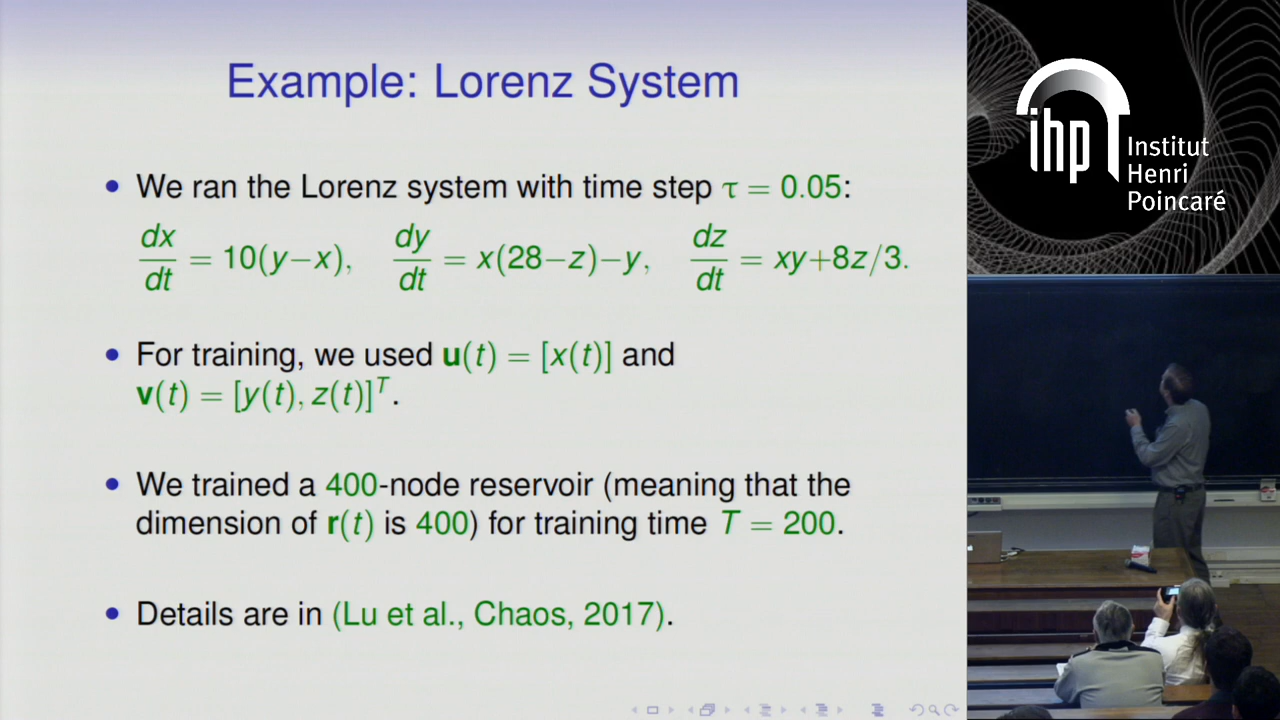 Example: Lorenz System
• We ran the Lorenz system with time step τ = 0.05:
dx/dt = 10(y−x), dy/dt = x(28−z)−y, dz/dt = xy+8z/3.
• For training, we used u(t) = [x(t)] and
v(t) = [y(t), z(t)]ᵀ.
• We trained a 400-node reservoir (meaning that the
dimension of r(t) is 400) for training time T = 200.
• Details are in (Lu et al., Chaos, 2017).
ihp
Institut
Henri
Poincaré